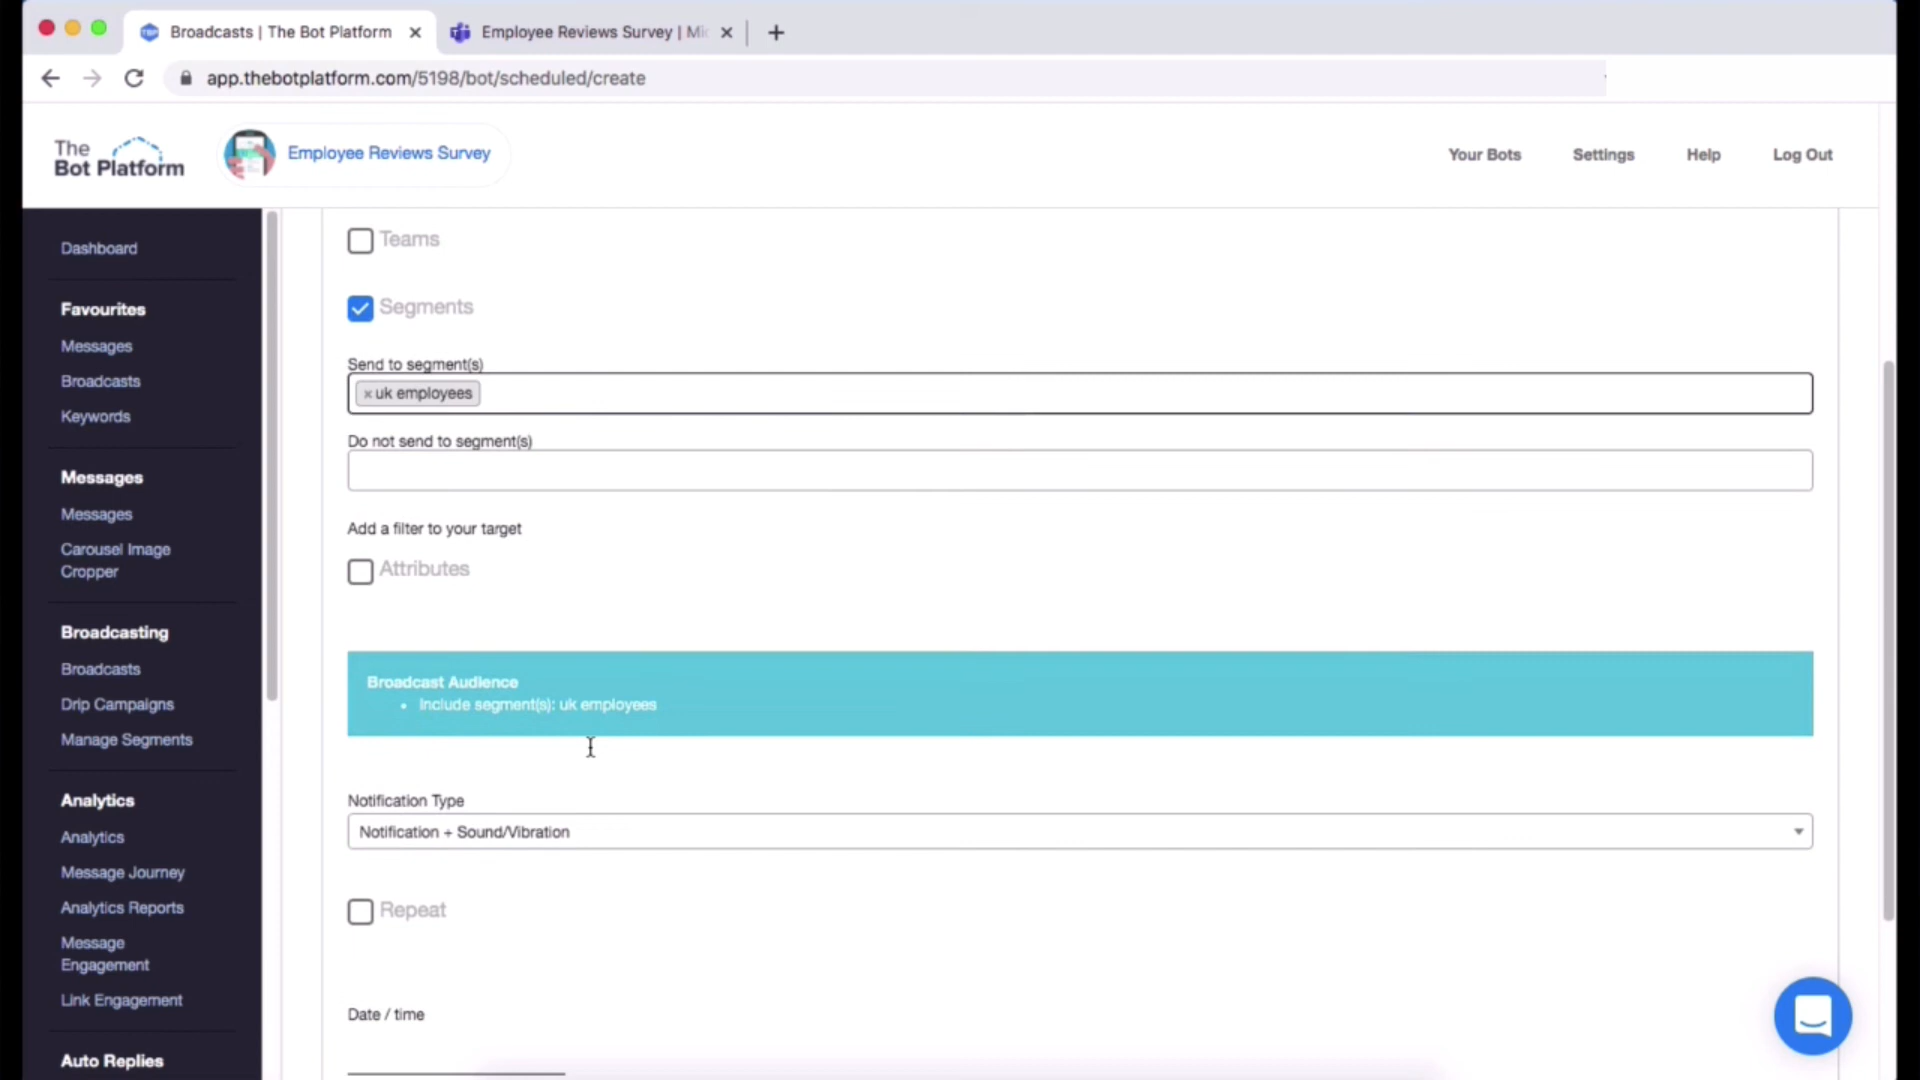 Broadcasts | The Bot Platform
Employee Reviews Survey | Mic
app.thebotplatform.com/5198/bot/scheduled/create
The
Bot Platform
Employee Reviews Survey
Your Bots
Settings
Help
Log Out
Dashboard
Favourites
Messages
Broadcasts
Keywords
Messages
Messages
Carousel Image
Cropper
Broadcasting
Broadcasts
Drip Campaigns
Manage Segments
Analytics
Analytics
Message Journey
Analytics Reports
Message
Engagement
Link Engagement
Auto Replies
Teams
Segments
Send to segment(s)
× uk employees
Do not send to segment(s)
Add a filter to your target
Attributes
Broadcast Audience
• Include segment(s): uk employees
Notification Type
Notification + Sound/Vibration
Repeat
Date / time